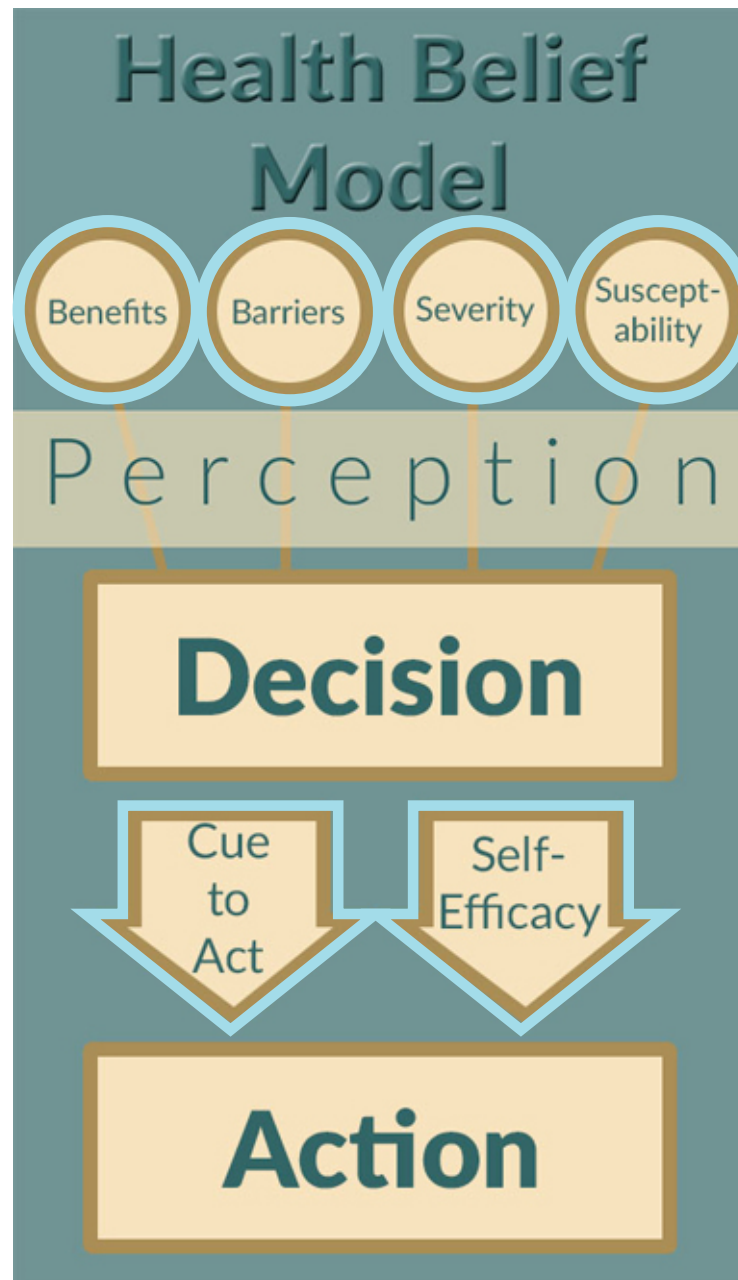 Health Belief
Model
Benefits
Barriers
Severity
Suscept-
ability
Perception
Decision
Cue
to
Act
Self-
Efficacy
Action